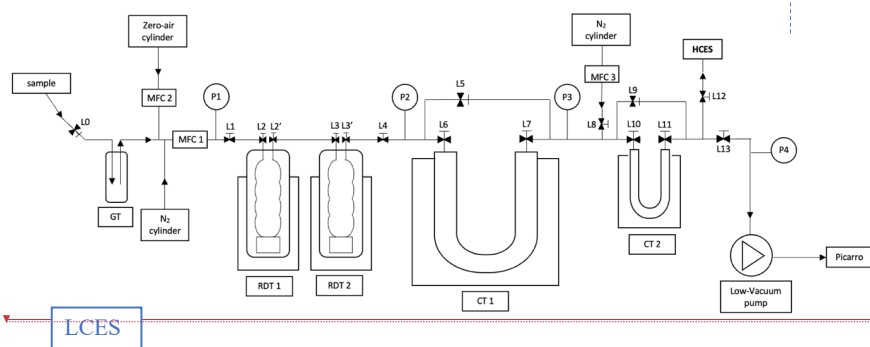 Zero-air
cylinder
N₂
cylinder
HCES
sample
MFC 2
P1
P2
L5
P3
MFC 3
L9
L12
L0
MFC 1
L1
L2
L2’
L3
L3’
L4
L6
L7
L8
L10
L11
L13
P4
GT
N₂
cylinder
RDT 1
RDT 2
CT 1
CT 2
Low-Vacuum
pump
Picarro
LCES